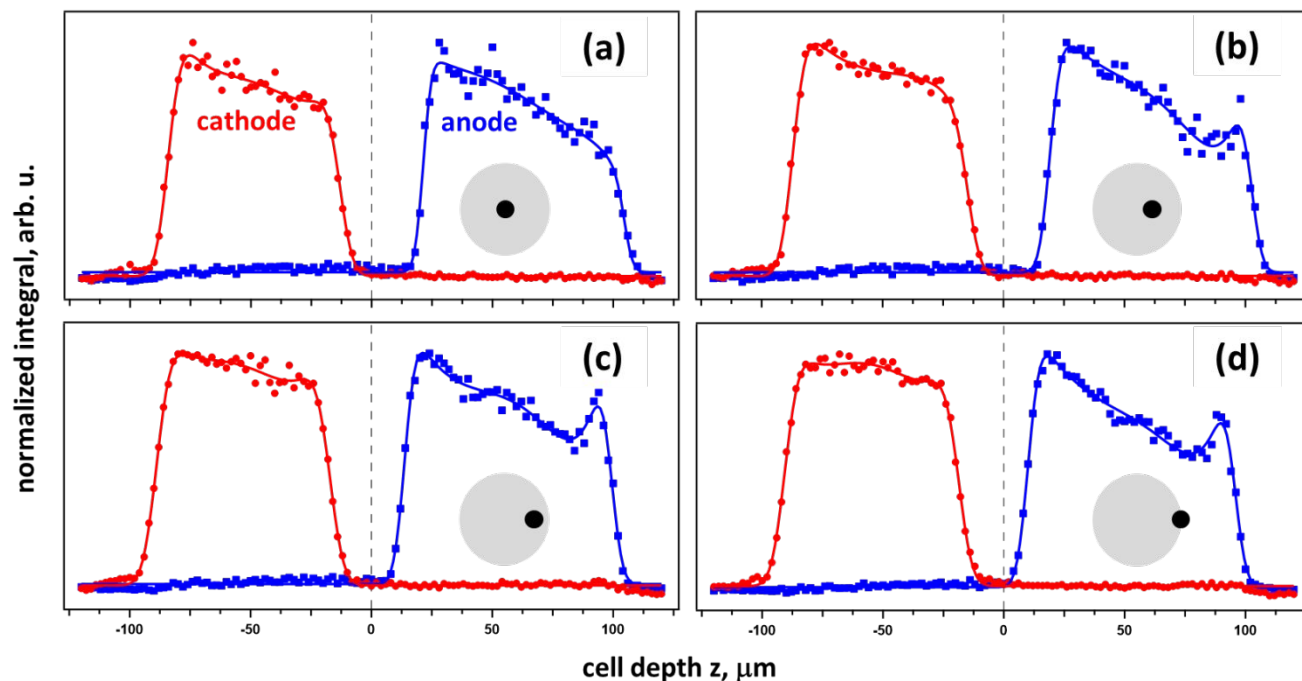 (a)
(b)
cathode
anode
(c)
(d)
normalized integral, arb. u.
-100
-50
0
50
100
-100
-50
0
50
100
cell depth z, μm